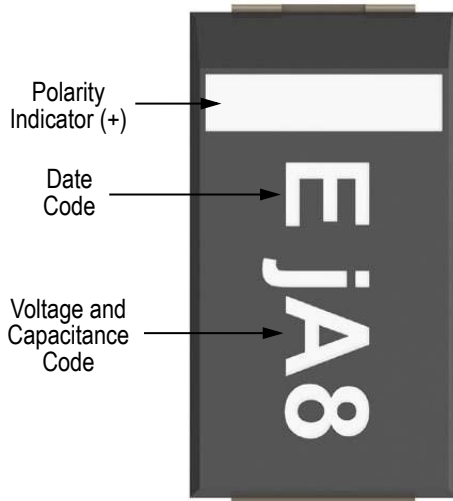 Polarity
Indicator (+)
Date
Code
Voltage and
Capacitance
Code
E jA8